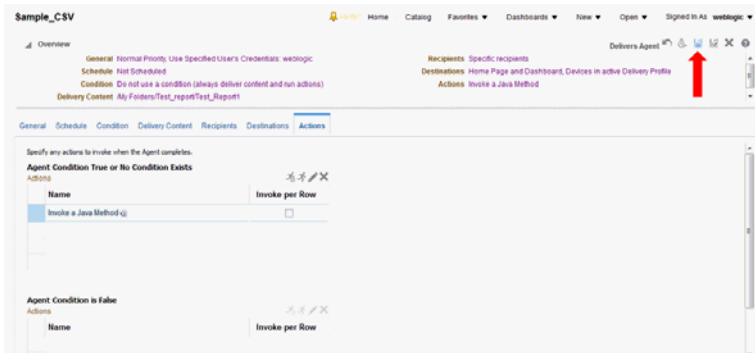 Sample_CSV
Home Catalog Favorites Dashboards New Open Signed In As weblogic
Overview
Delivers Agent
General Normal Priority, Use Specified User's Credentials: weblogic
Recipients Specific recipients
Schedule Not Scheduled
Destinations Home Page and Dashboard, Devices in active Delivery Profile
Condition Do not use a condition (always deliver content and run actions)
Actions Invoke a Java Method
Delivery Content /My Folders/Test_report/Test_Report1
General Schedule Condition Delivery Content Recipients Destinations Actions
Specify any actions to invoke when the Agent completes.
Agent Condition True or No Condition Exists
Actions
Name Invoke per Row
Invoke a Java Method
Agent Condition is False
Actions
Name Invoke per Row